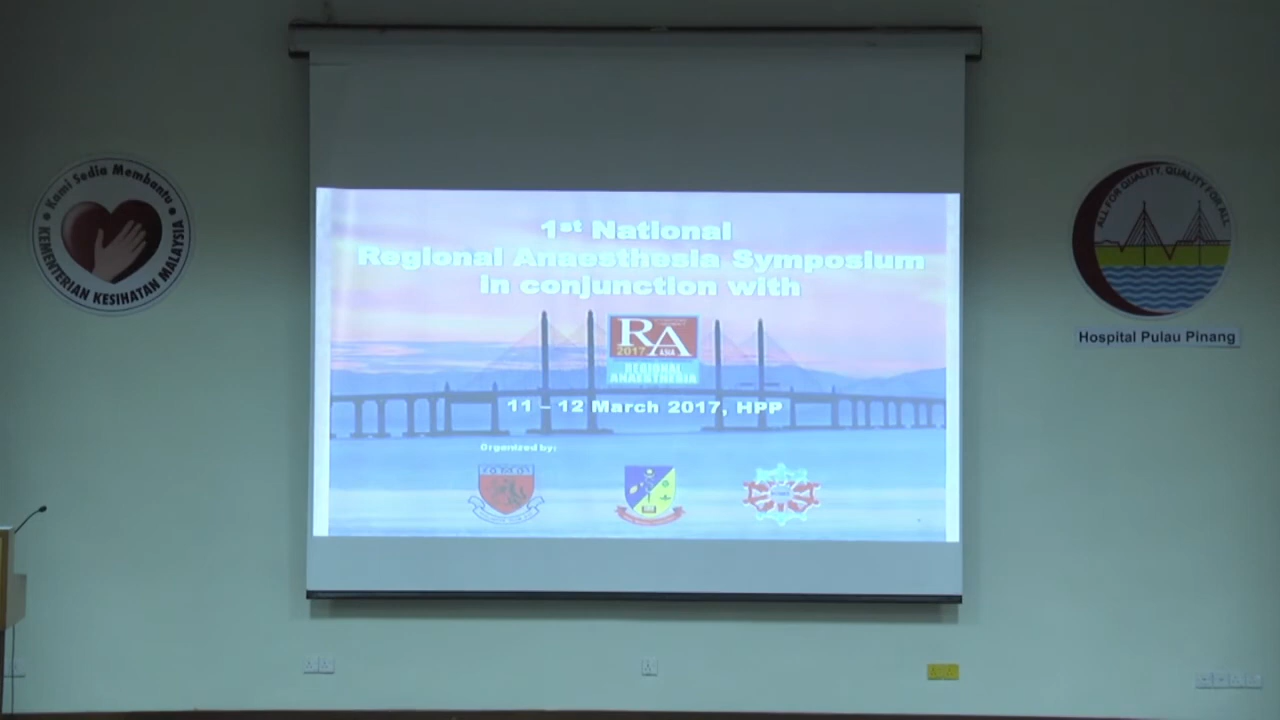 Kami Sedia Membantu
KEMENTERIAN KESIHATAN MALAYSIA
1st National
Regional Anaesthesia Symposium
in conjunction with
RA
2017 ASIA
REGIONAL
ANAESTHESIA
11 – 12 March 2017, HPP
Organized by:
ALL FOR QUALITY, QUALITY FOR ALL
Hospital Pulau Pinang